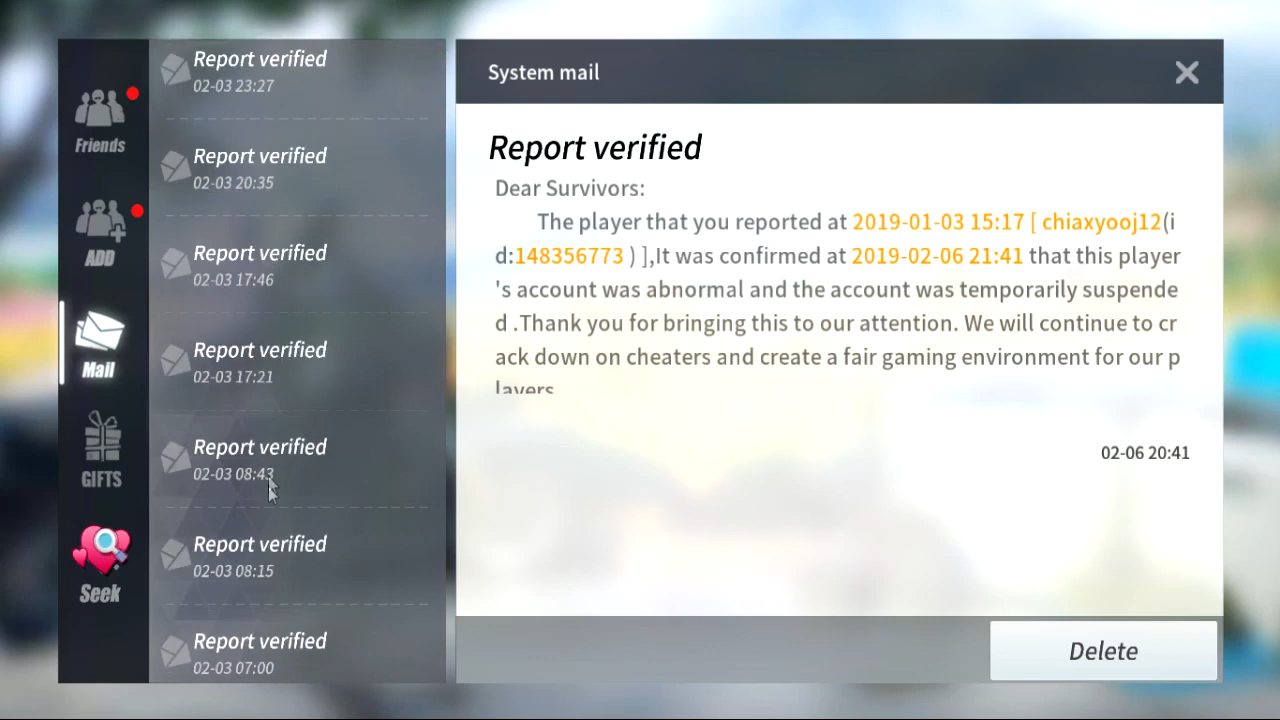 Friends
ADD
Mail
GIFTS
Seek
Report verified
02-03 23:27
Report verified
02-03 20:35
Report verified
02-03 17:46
Report verified
02-03 17:21
Report verified
02-03 08:43
Report verified
02-03 08:15
Report verified
02-03 07:00
System mail
Report verified
Dear Survivors:
The player that you reported at 2019-01-03 15:17 [ chiaxyooj12(i
d:148356773 ) ],It was confirmed at 2019-02-06 21:41 that this player
's account was abnormal and the account was temporarily suspende
d .Thank you for bringing this to our attention. We will continue to cr
ack down on cheaters and create a fair gaming environment for our p
layers
02-06 20:41
Delete